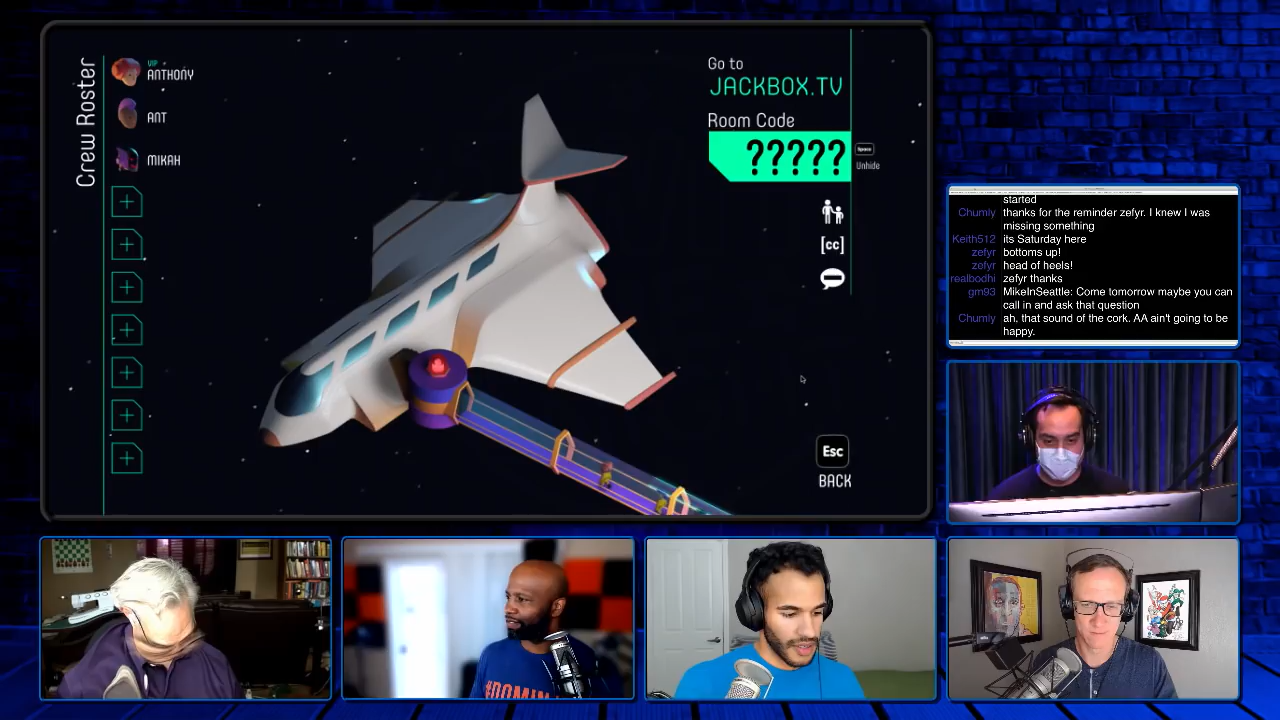 Crew Roster
VIP
ANTHONY
ANT
MIKAH
Go to
JACKBOX.TV
Room Code
?????
Space
Unhide
[cc]
Esc
BACK
started
Chumly thanks for the reminder zefyr. I knew I was
missing something
Keith512 its Saturday here
zefyr bottoms up!
zefyr head of heels!
realbodhi zefyr thanks
gm93 MikeInSeattle: Come tomorrow maybe you can
call in and ask that question
Chumly ah, that sound of the cork. AA ain't going to be
happy.